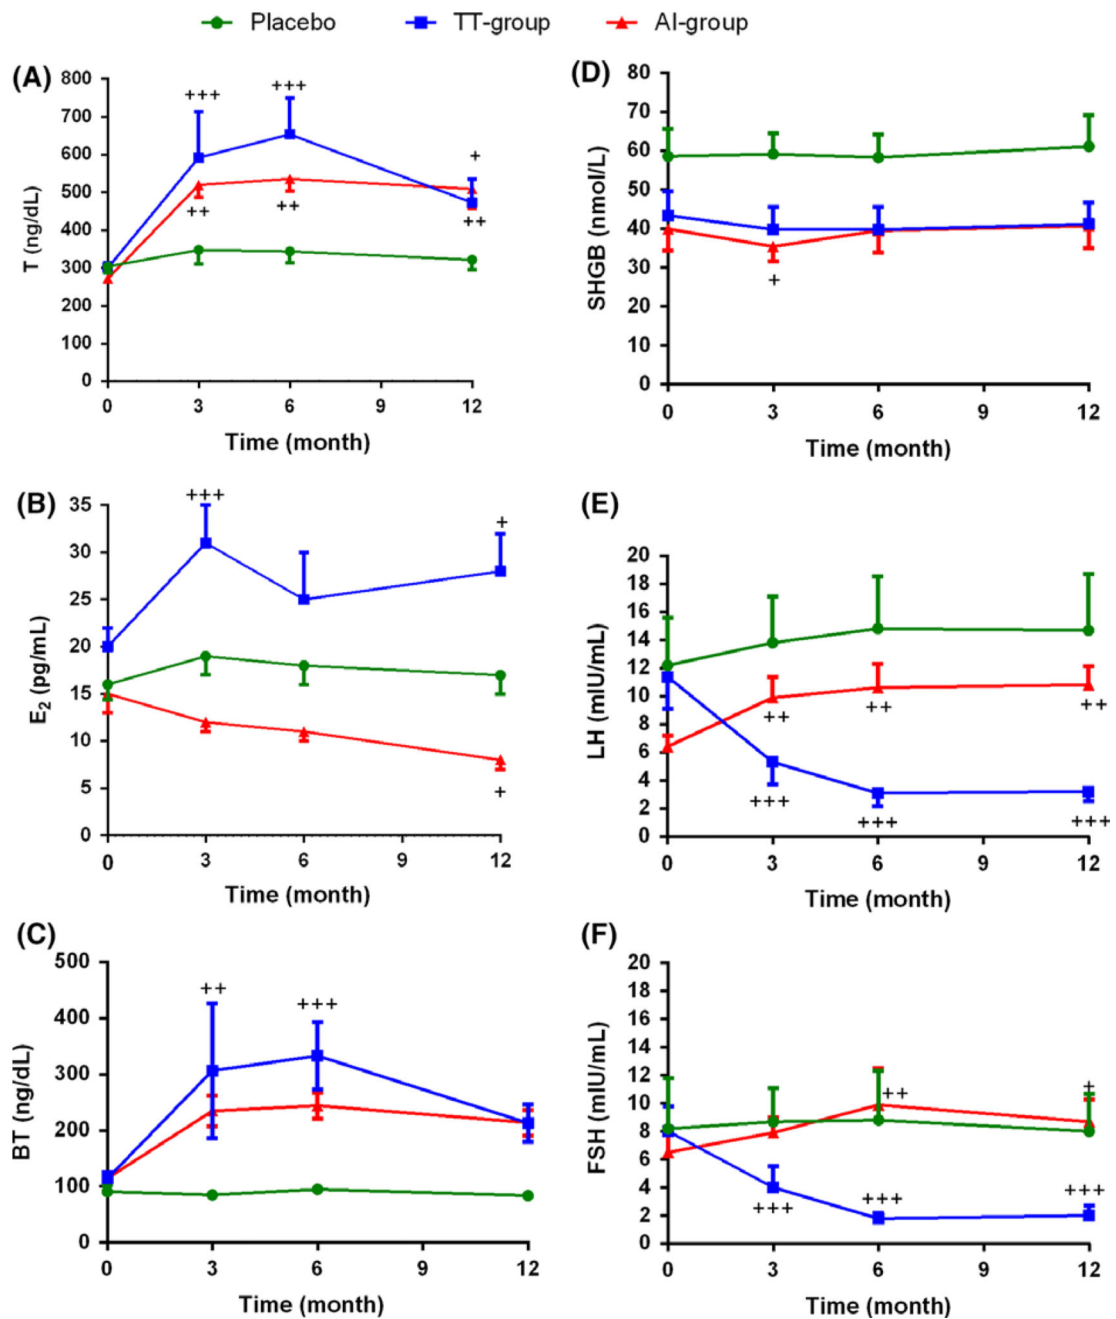 Placebo TT-group AI-group
(A)
T (ng/dL)
800
700
600
500
400
300
200
100
0
+++ +++ +
++ ++ ++
0 3 6 9 12
Time (month)
(D)
SHGB (nmol/L)
80
70
60
50
40
30
20
10
0
+
0 3 6 9 12
Time (month)
(B)
E2 (pg/mL)
35
30
25
20
15
10
5
0
+++ +
+
0 3 6 9 12
Time (month)
(E)
LH (mIU/mL)
20
18
16
14
12
10
8
6
4
2
0
++ ++ ++
+++ +++ +++
0 3 6 9 12
Time (month)
(C)
BT (ng/dL)
500
400
300
200
100
0
++ +++
0 3 6 9 12
Time (month)
(F)
FSH (mIU/mL)
20
18
16
14
12
10
8
6
4
2
0
++ +
+++ +++ +++
0 3 6 9 12
Time (month)